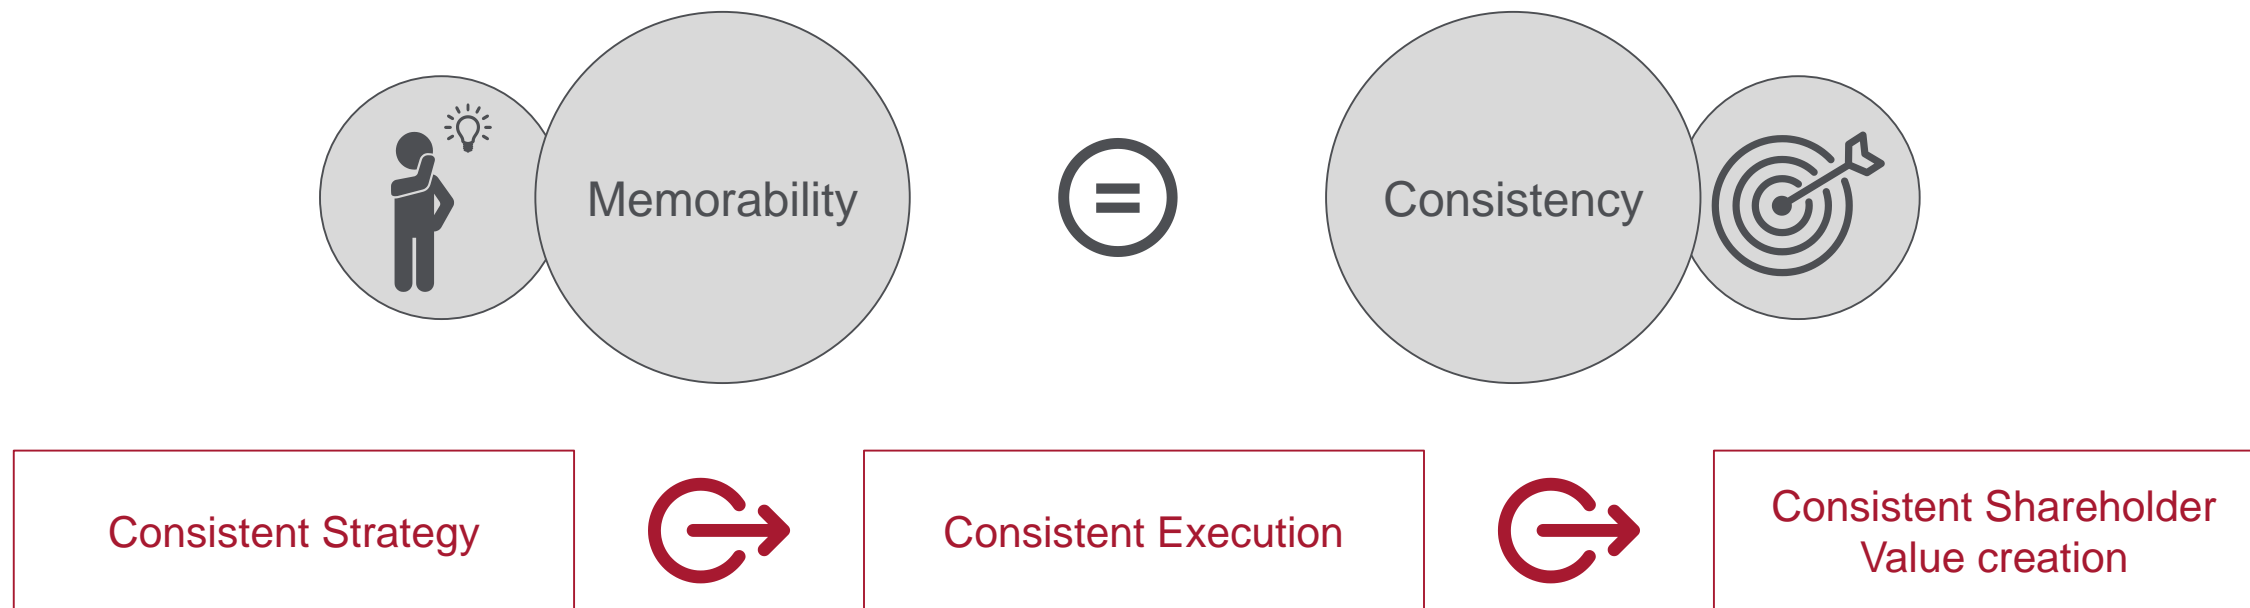 Memorability
=
Consistency
Consistent Strategy
Consistent Execution
Consistent Shareholder
Value creation